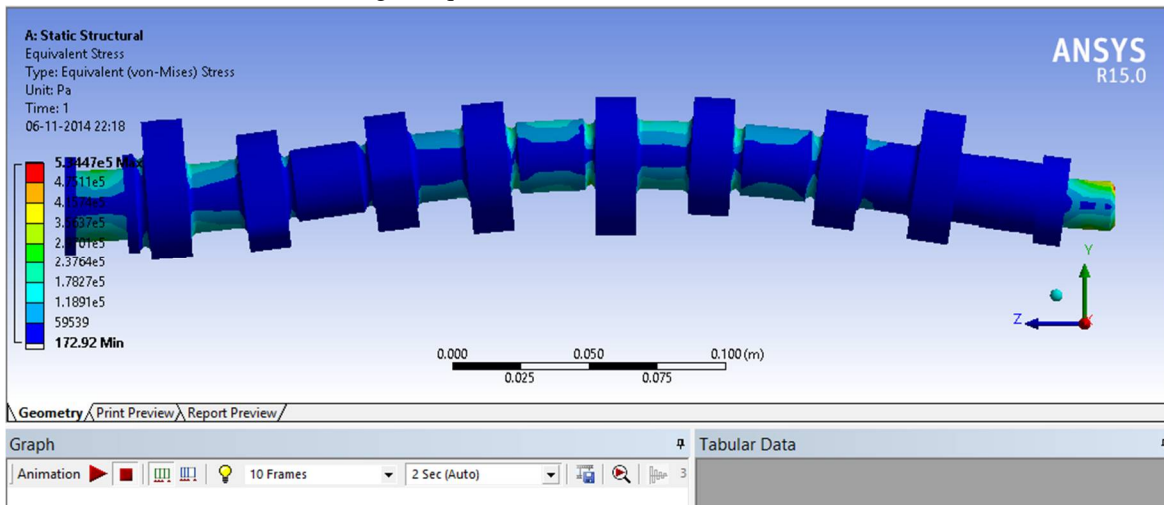 A: Static Structural
Equivalent Stress
Type: Equivalent (von-Mises) Stress
Unit: Pa
Time: 1
06-11-2014 22:18
ANSYS
R15.0
2.3764e5
1.7827e5
1.1891e5
59539
172.92 Min
Y
Z
X
0.000
0.050
0.100 (m)
0.025
0.075
Geometry
Print Preview
Report Preview
Graph
Tabular Data
Animation
10 Frames
2 Sec (Auto)
3